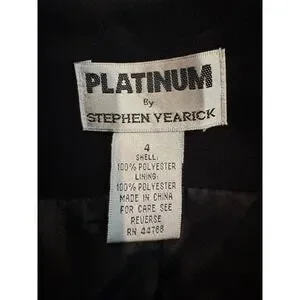 PLATINUM
By
STEPHEN YEARICK
4
SHELL:
100% POLYESTER
LINING:
100% POLYESTER
MADE IN CHINA
FOR CARE SEE
REVERSE
RN 44768